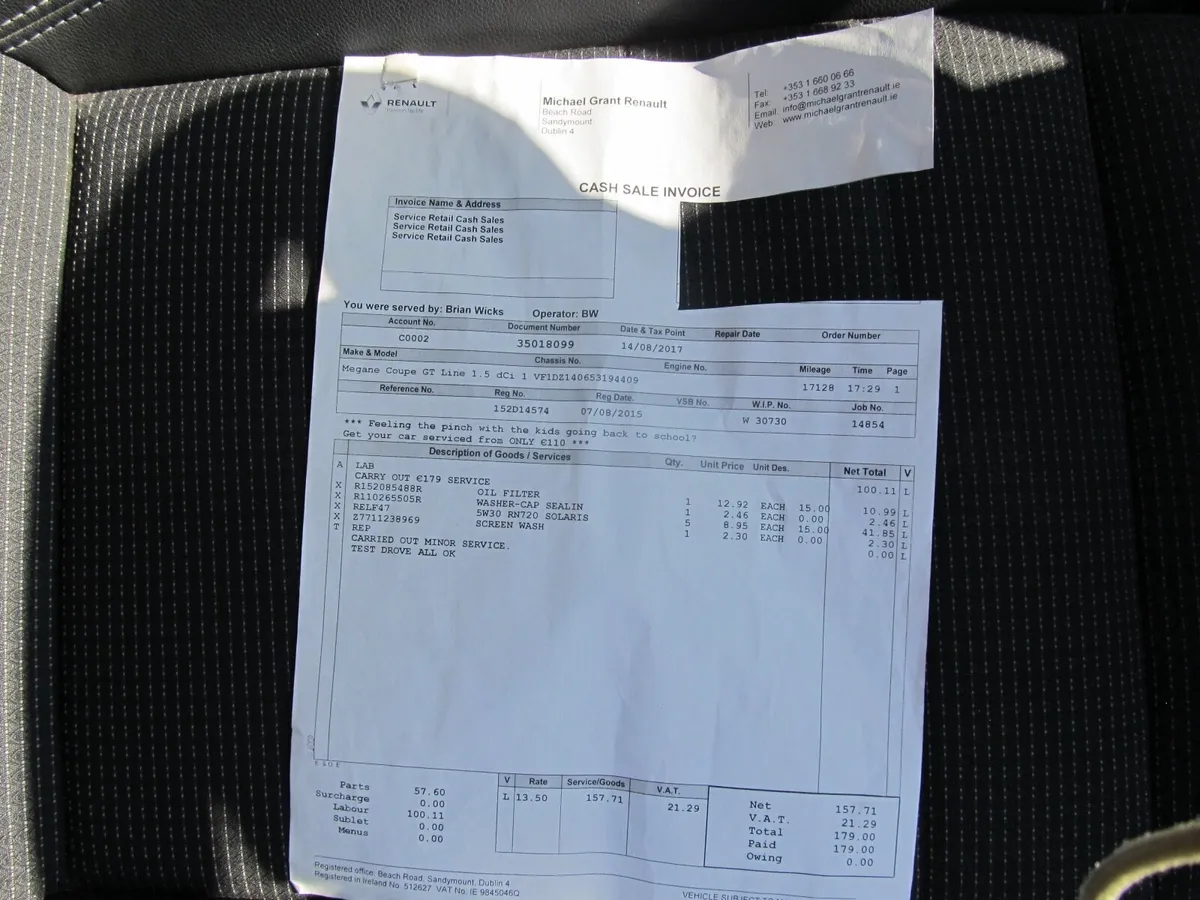 RENAULT
Michael Grant Renault
Beach Road
Sandymount
Dublin 4
Tel: +353 1 660 06 66
Fax: +353 1 668 92 33
Email: info@michaelgrantrenault.ie
Web: www.michaelgrantrenault.ie
CASH SALE INVOICE
Invoice Name & Address
Service Retail Cash Sales
Service Retail Cash Sales
Service Retail Cash Sales
You were served by: Brian Wicks Operator: BW
Account No. Document Number Date & Tax Point Repair Date Order Number
C0002 35018099 14/08/2017
Make & Model Chassis No. Engine No. Mileage Time Page
Megane Coupe GT Line 1.5 dCi 1 VF1DZ140653194409 17128 17:29 1
Reference No. Reg No. Reg Date. VSB No. W.I.P. No. Job No.
152D14574 07/08/2015 W 30730 14854
*** Feeling the pinch with the kids going back to school?
Get your car serviced from ONLY €110 ***
Description of Goods / Services Qty. Unit Price Unit Des. Net Total V
A LAB 100.11 L
CARRY OUT €179 SERVICE
X R152085488R OIL FILTER 1 12.92 EACH 15.00 10.99 L
X R110265505R WASHER-CAP SEALIN 1 2.46 EACH 0.00 2.46 L
X RELF47 5W30 RN720 SOLARIS 5 8.95 EACH 15.00 41.85 L
X Z7711238969 SCREEN WASH 1 2.30 EACH 0.00 2.30 L
T REP 0.00 L
CARRIED OUT MINOR SERVICE.
TEST DROVE ALL OK
E & O E
Parts 57.60
Surcharge 0.00
Labour 100.11
Sublet 0.00
Menus 0.00
V Rate Service/Goods V.A.T.
L 13.50 157.71 21.29
Net 157.71
V.A.T. 21.29
Total 179.00
Paid 179.00
Owing 0.00
Registered office: Beach Road, Sandymount, Dublin 4
Registered in Ireland No. 512627 VAT No. IE 9845046Q
VEHICLE SUBJECT TO